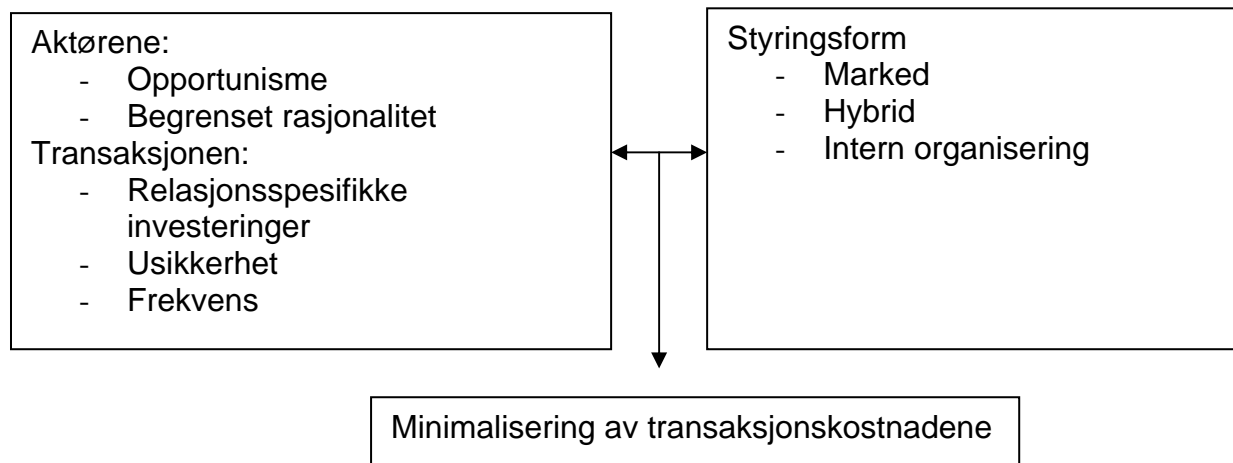 Aktørene:
- Opportunisme
- Begrenset rasjonalitet
Transaksjonen:
- Relasjonsspesifikke
investeringer
- Usikkerhet
- Frekvens
Styringsform
- Marked
- Hybrid
- Intern organisering
Minimalisering av transaksjonskostnadene